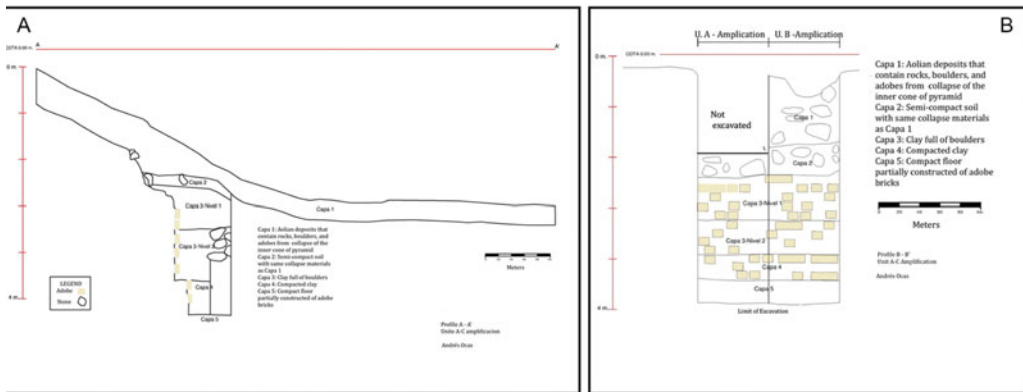 A
COTA 0.00 m.
A
A'
0 m.
Capa 2
Capa 1
Capa 3-Nivel 1
Capa 3-Nivel 2
Capa 4
Capa 5
Capa 1: Aolian deposits that
contain rocks, boulders, and
adobes from collapse of the
inner cone of pyramid
Capa 2: Semi-compact soil
with same collapse materials
as Capa 1
Capa 3: Clay full of boulders
Capa 4: Compacted clay
Capa 5: Compact floor
partially constructed of adobe
bricks
Meters
LEGEND
Adobe
Stone
4 m.
Profile A - A'
Andrés Ocas
B
U. A - Amplication
U. B -Amplication
COTA 0.00 m.
0 m.
Not
excavated
Capa 1
L
Capa 2
Capa 3-Nivel 1
Capa 3-Nivel 2
Capa 4
Capa 5
4 m.
Limit of Excavation
Capa 1: Aolian deposits that
contain rocks, boulders, and
adobes from collapse of the
inner cone of pyramid
Capa 2: Semi-compact soil
with same collapse materials
as Capa 1
Capa 3: Clay full of boulders
Capa 4: Compacted clay
Capa 5: Compact floor
partially constructed of adobe
bricks
0 20 40 60 80
Meters
Profile B - B'
Unit A-C Amplification
Andrés Ocas